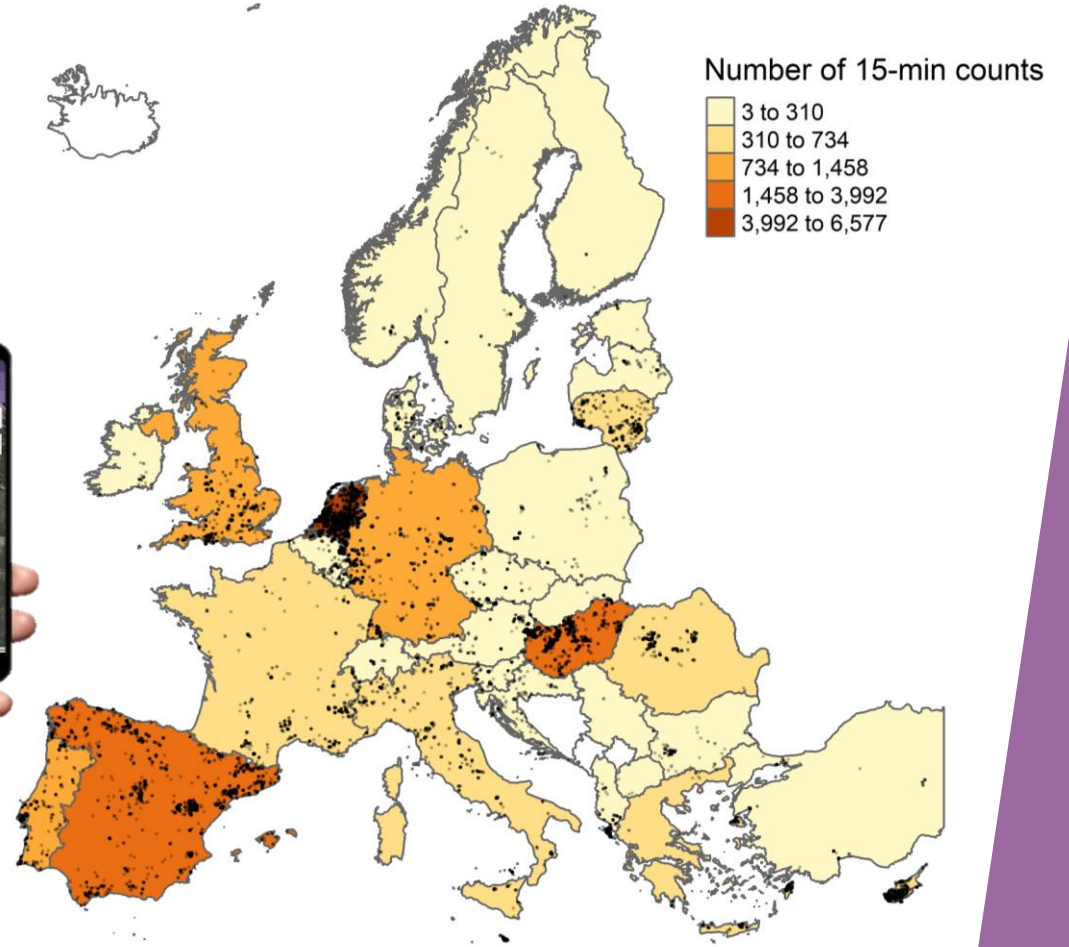 Number of 15-min counts
3 to 310
310 to 734
734 to 1,458
1,458 to 3,992
3,992 to 6,577